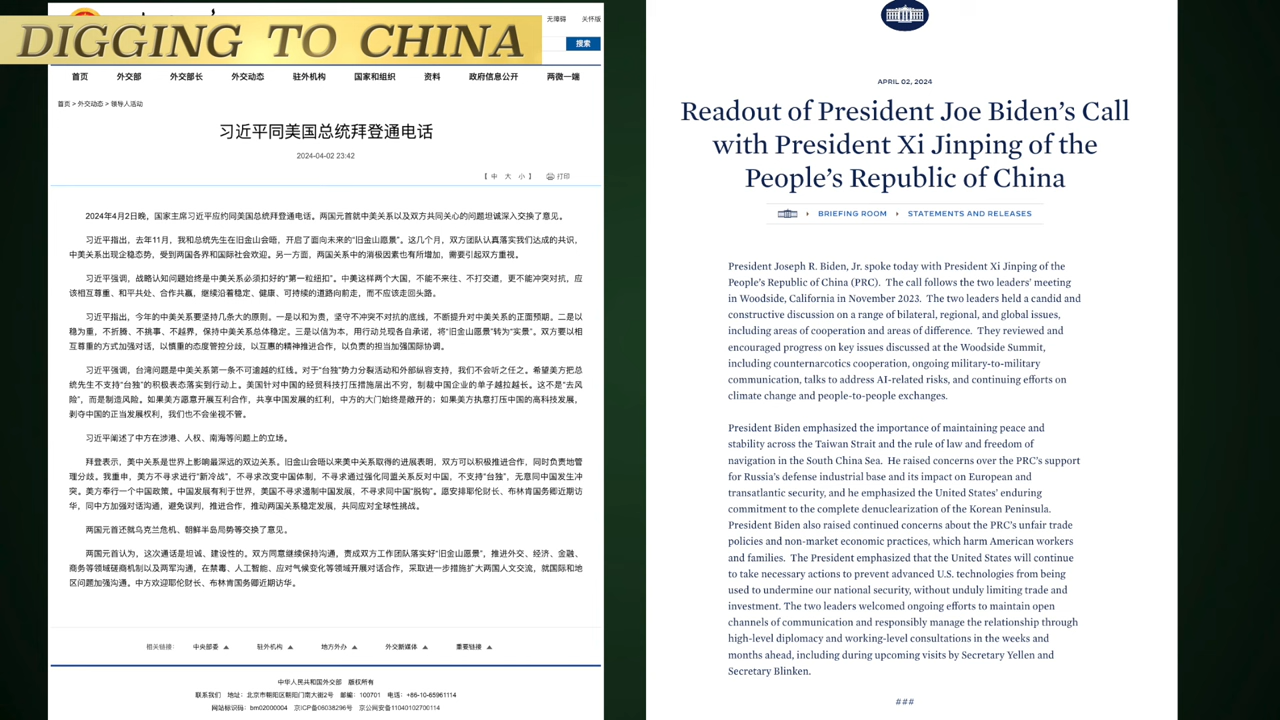 DIGGING TO CHINA
无障碍 关怀版
搜索
首页 外交部 外交部长 外交动态 驻外机构 国家和组织 资料 政府信息公开 两微一端
首页 > 外交动态 > 领导人活动
习近平同美国总统拜登通电话
2024-04-02 23:42
【 中 大 小 】 打印
2024年4月2日晚，国家主席习近平应约同美国总统拜登通电话。两国元首就中美关系以及双方共同关心的问题坦诚深入交换了意见。
习近平指出，去年11月，我和总统先生在旧金山会晤，开启了面向未来的“旧金山愿景”。这几个月，双方团队认真落实我们达成的共识，
中美关系出现企稳态势，受到两国各界和国际社会欢迎。另一方面，两国关系中的消极因素也有所增加，需要引起双方重视。
习近平强调，战略认知问题始终是中美关系必须扣好的“第一粒纽扣”。中美这样两个大国，不能不来往、不打交道，更不能冲突对抗，应
该相互尊重、和平共处、合作共赢，继续沿着稳定、健康、可持续的道路向前走，而不应该走回头路。
习近平指出，今年的中美关系要坚持几条大的原则。一是以和为贵，坚守不冲突不对抗的底线，不断提升对中美关系的正面预期。二是以
稳为重，不折腾、不挑事、不越界，保持中美关系总体稳定。三是以信为本，用行动兑现各自承诺，将“旧金山愿景”转为“实景”。双方要以相
互尊重的方式加强对话，以慎重的态度管控分歧，以互惠的精神推进合作，以负责的担当加强国际协调。
习近平强调，台湾问题是中美关系第一条不可逾越的红线。对于“台独”势力分裂活动和外部纵容支持，我们不会听之任之。希望美方把总
统先生不支持“台独”的积极表态落实到行动上。美国针对中国的经贸科技打压措施层出不穷，制裁中国企业的单子越拉越长。这不是“去风
险”，而是制造风险。如果美方愿意开展互利合作，共享中国发展的红利，中方的大门始终是敞开的；如果美方执意打压中国的高科技发展，
剥夺中国的正当发展权利，我们也不会坐视不管。
习近平阐述了中方在涉港、人权、南海等问题上的立场。
拜登表示，美中关系是世界上影响最深远的双边关系。旧金山会晤以来美中关系取得的进展表明，双方可以积极推进合作，同时负责地管
理分歧。我重申，美方不寻求进行“新冷战”，不寻求改变中国体制，不寻求通过强化同盟关系反对中国，不支持“台独”，无意同中国发生冲
突。美方奉行一个中国政策。中国发展有利于世界，美国不寻求遏制中国发展，不寻求同中国“脱钩”。愿安排耶伦财长、布林肯国务卿近期访
华，同中方加强对话沟通，避免误判，推进合作，推动两国关系稳定发展，共同应对全球性挑战。
两国元首还就乌克兰危机、朝鲜半岛局势等交换了意见。
两国元首认为，这次通话是坦诚、建设性的。双方同意继续保持沟通，责成双方工作团队落实好“旧金山愿景”，推进外交、经济、金融、
商务等领域磋商机制以及两军沟通，在禁毒、人工智能、应对气候变化等领域开展对话合作，采取进一步措施扩大两国人文交流，就国际和地
区问题加强沟通。中方欢迎耶伦财长、布林肯国务卿近期访华。
相关链接： 中央部委 驻外机构 地方外办 外交新媒体 重要链接
中华人民共和国外交部 版权所有
联系我们 地址：北京市朝阳区朝阳门南大街2号 邮编：100701 电话：+86-10-65961114
网站标识码：bm02000004 京ICP备06038296号 京公网安备11040102700114
APRIL 02, 2024
Readout of President Joe Biden’s Call
with President Xi Jinping of the
People’s Republic of China
BRIEFING ROOM STATEMENTS AND RELEASES
President Joseph R. Biden, Jr. spoke today with President Xi Jinping of the
People’s Republic of China (PRC). The call follows the two leaders’ meeting
in Woodside, California in November 2023. The two leaders held a candid and
constructive discussion on a range of bilateral, regional, and global issues,
including areas of cooperation and areas of difference. They reviewed and
encouraged progress on key issues discussed at the Woodside Summit,
including counternarcotics cooperation, ongoing military-to-military
communication, talks to address AI-related risks, and continuing efforts on
climate change and people-to-people exchanges.
President Biden emphasized the importance of maintaining peace and
stability across the Taiwan Strait and the rule of law and freedom of
navigation in the South China Sea. He raised concerns over the PRC’s support
for Russia’s defense industrial base and its impact on European and
transatlantic security, and he emphasized the United States’ enduring
commitment to the complete denuclearization of the Korean Peninsula.
President Biden also raised continued concerns about the PRC’s unfair trade
policies and non-market economic practices, which harm American workers
and families. The President emphasized that the United States will continue
to take necessary actions to prevent advanced U.S. technologies from being
used to undermine our national security, without unduly limiting trade and
investment. The two leaders welcomed ongoing efforts to maintain open
channels of communication and responsibly manage the relationship through
high-level diplomacy and working-level consultations in the weeks and
months ahead, including during upcoming visits by Secretary Yellen and
Secretary Blinken.
###